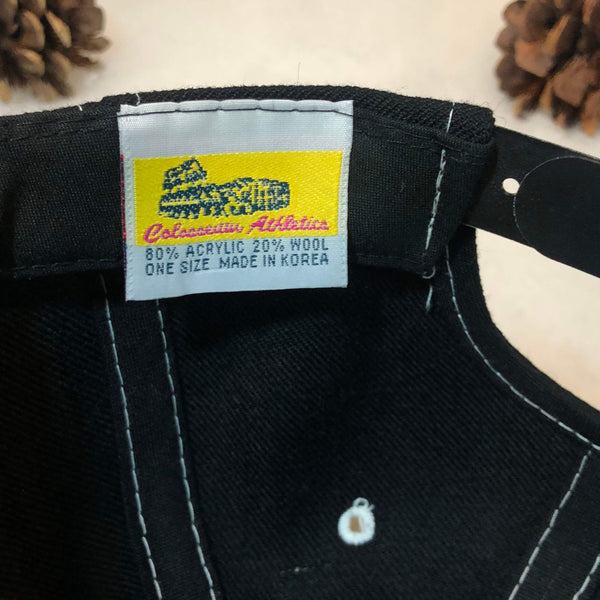 Colosseum Athletics
80% ACRYLIC 20% WOOL
ONE SIZE MADE IN KOREA